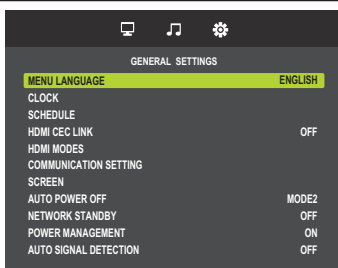 GENERAL SETTINGS
MENU LANGUAGE ENGLISH
CLOCK
SCHEDULE
HDMI CEC LINK OFF
HDMI MODES
COMMUNICATION SETTING
SCREEN
AUTO POWER OFF MODE2
NETWORK STANDBY OFF
POWER MANAGEMENT ON
AUTO SIGNAL DETECTION OFF